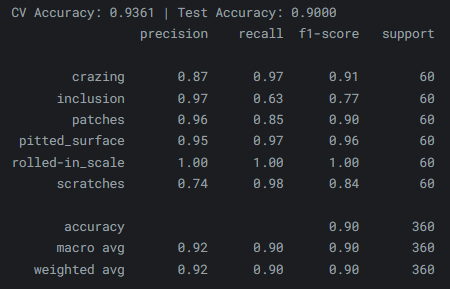 CV Accuracy: 0.9361 | Test Accuracy: 0.9000
precision recall f1-score support
crazing 0.87 0.97 0.91 60
inclusion 0.97 0.63 0.77 60
patches 0.96 0.85 0.90 60
pitted_surface 0.95 0.97 0.96 60
rolled-in_scale 1.00 1.00 1.00 60
scratches 0.74 0.98 0.84 60
accuracy 0.90 360
macro avg 0.92 0.90 0.90 360
weighted avg 0.92 0.90 0.90 360